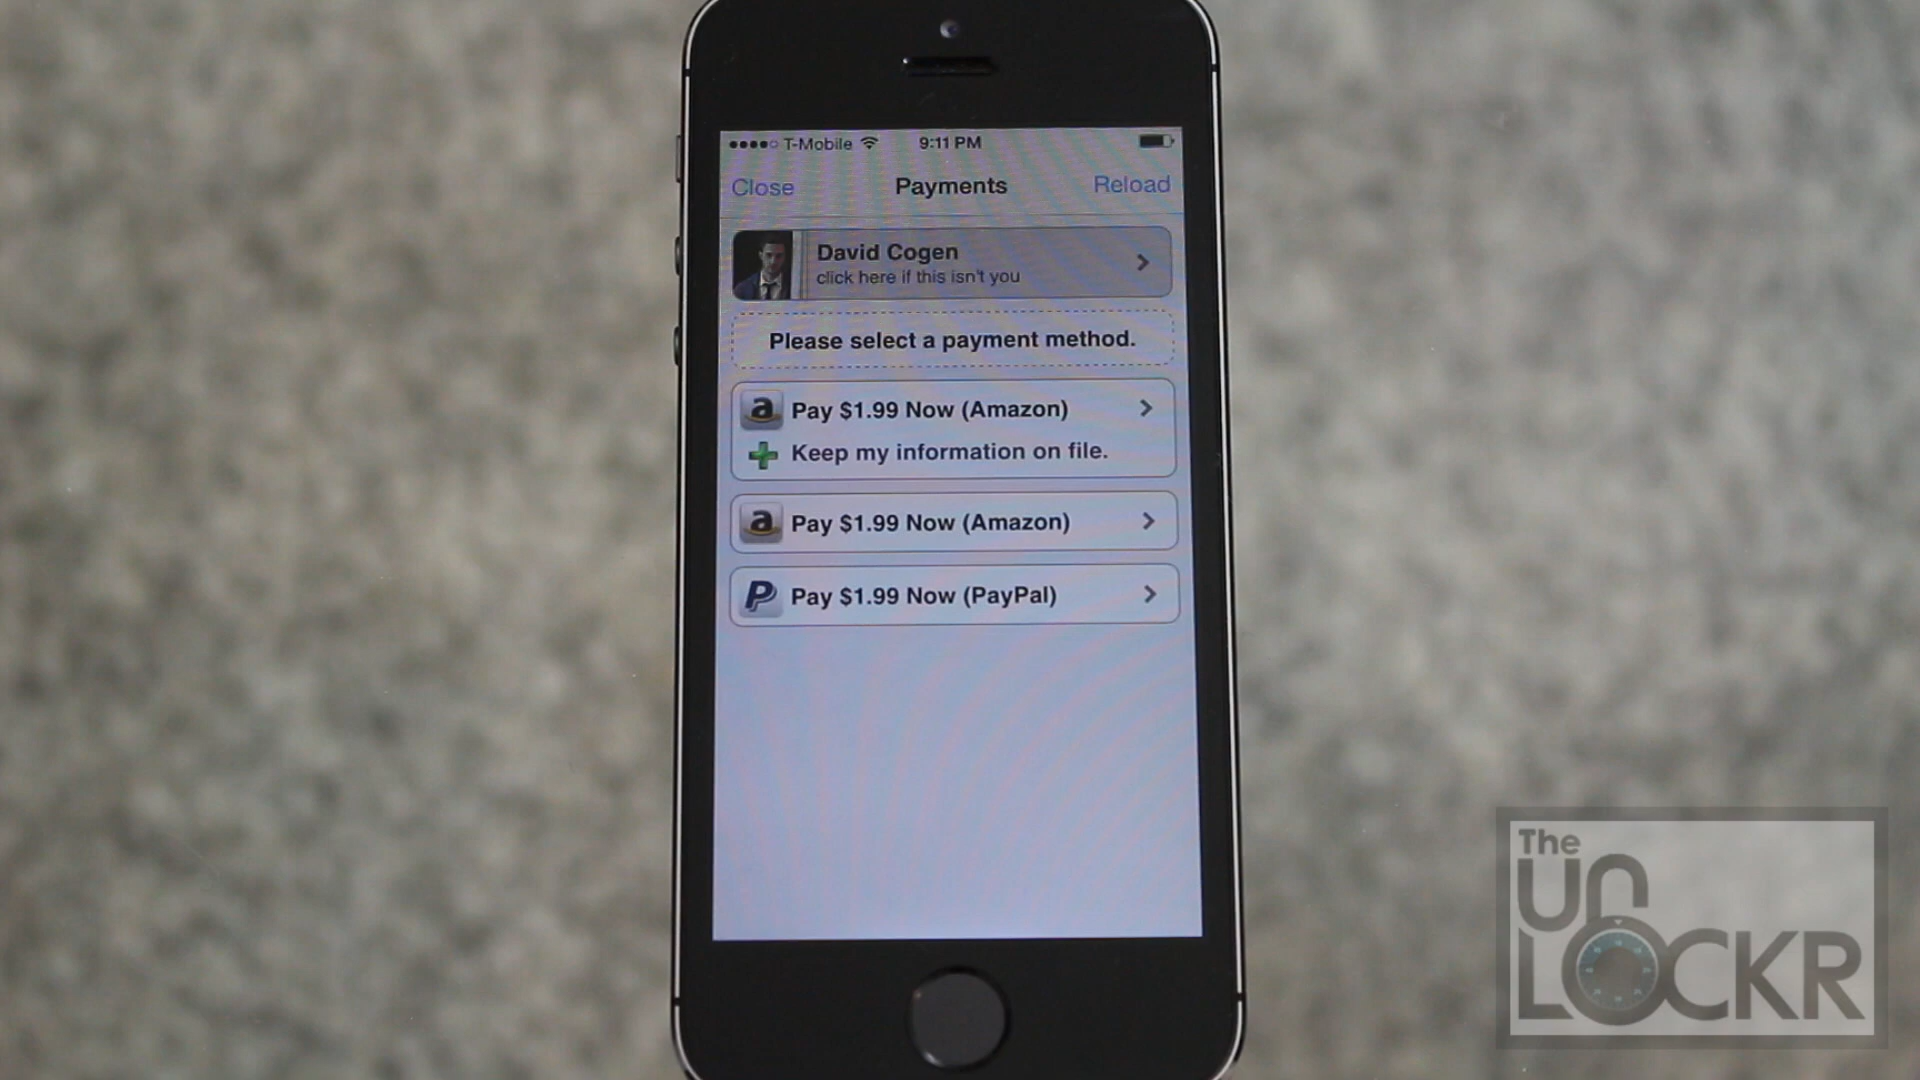 T-Mobile 9:11 PM
Close Payments Reload
David Cogen
click here if this isn't you
Please select a payment method.
Pay $1.99 Now (Amazon)
Keep my information on file.
Pay $1.99 Now (Amazon)
Pay $1.99 Now (PayPal)
The
UNLOCKR